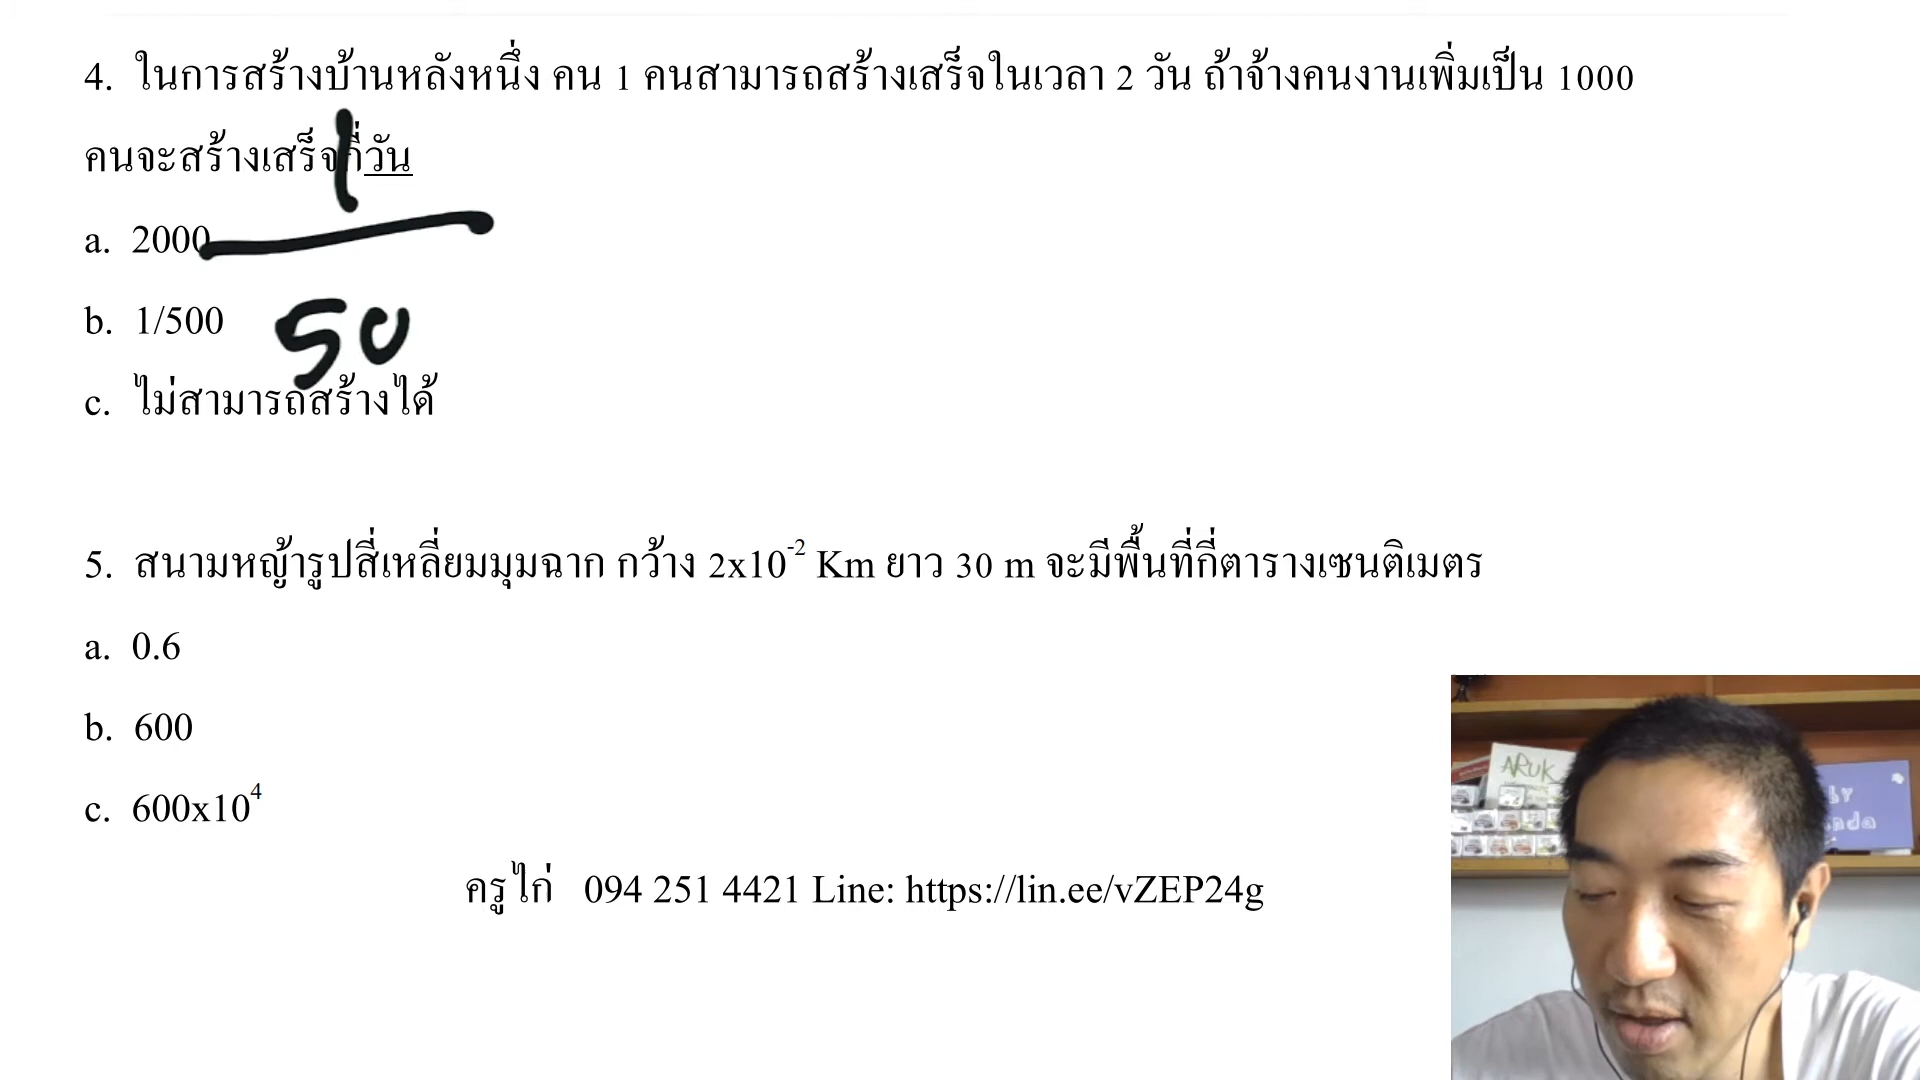 4. ในการสร้างบ้านหลังหนึ่ง คน 1 คนสามารถสร้างเสร็จในเวลา 2 วัน ถ้าจ้างคนงานเพิ่มเป็น 1000
คนจะสร้างเสร็จกี่วัน
1
a. 2000
b. 1/500
50
c. ไม่สามารถสร้างได้
5. สนามหญ้ารูปสี่เหลี่ยมมุมฉาก กว้าง 2x10⁻² Km ยาว 30 m จะมีพื้นที่กี่ตารางเซนติเมตร
a. 0.6
b. 600
c. 600x10⁴
ครูไก่ 094 251 4421 Line: https://lin.ee/vZEP24g
ARUK